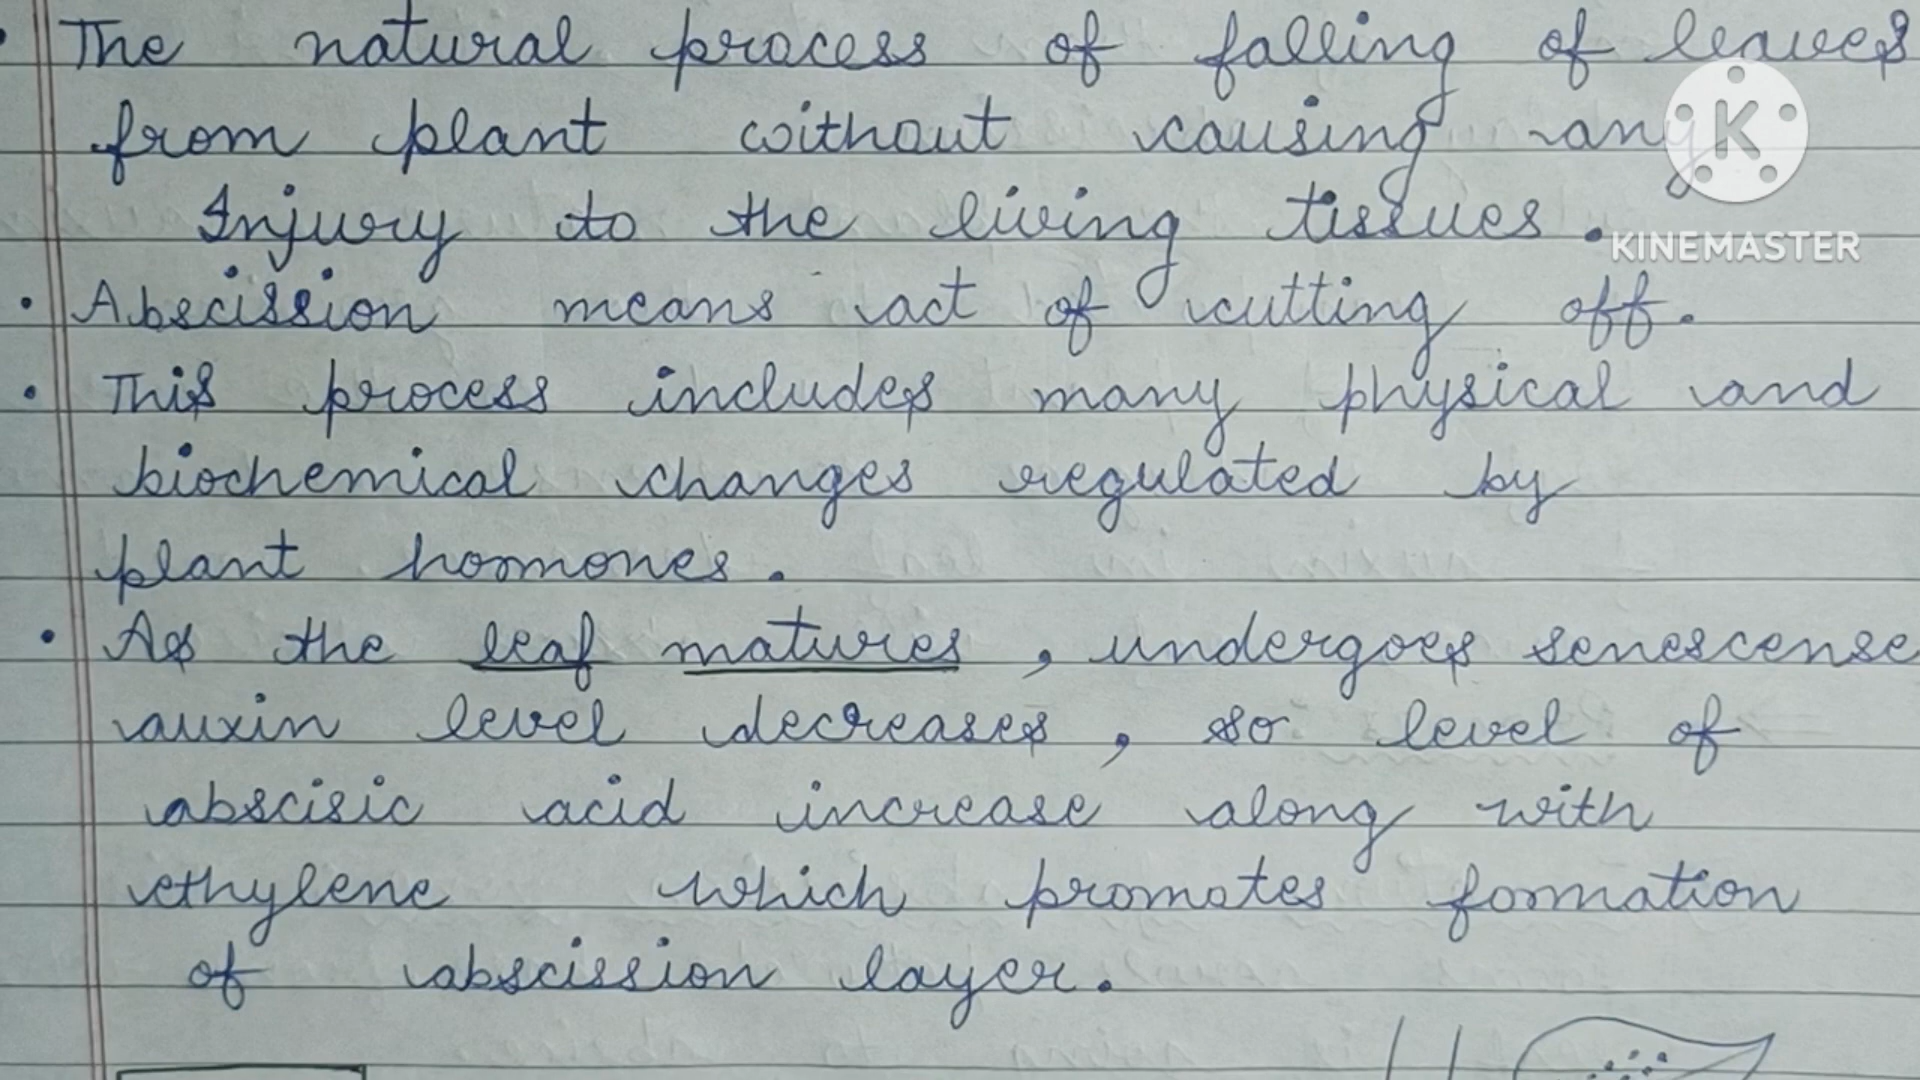 • The natural process of falling of leaves
from plant without causing any
Injury to the living tissues.
KINEMASTER
• Abscission means act of cutting off.
• This process includes many physical and
biochemical changes regulated by
plant homones.
• As the leaf matures, undergoes senescense
auxin level decreases, so level of
abscisic acid increase along with
ethylene which promotes formation
of abscission layer.